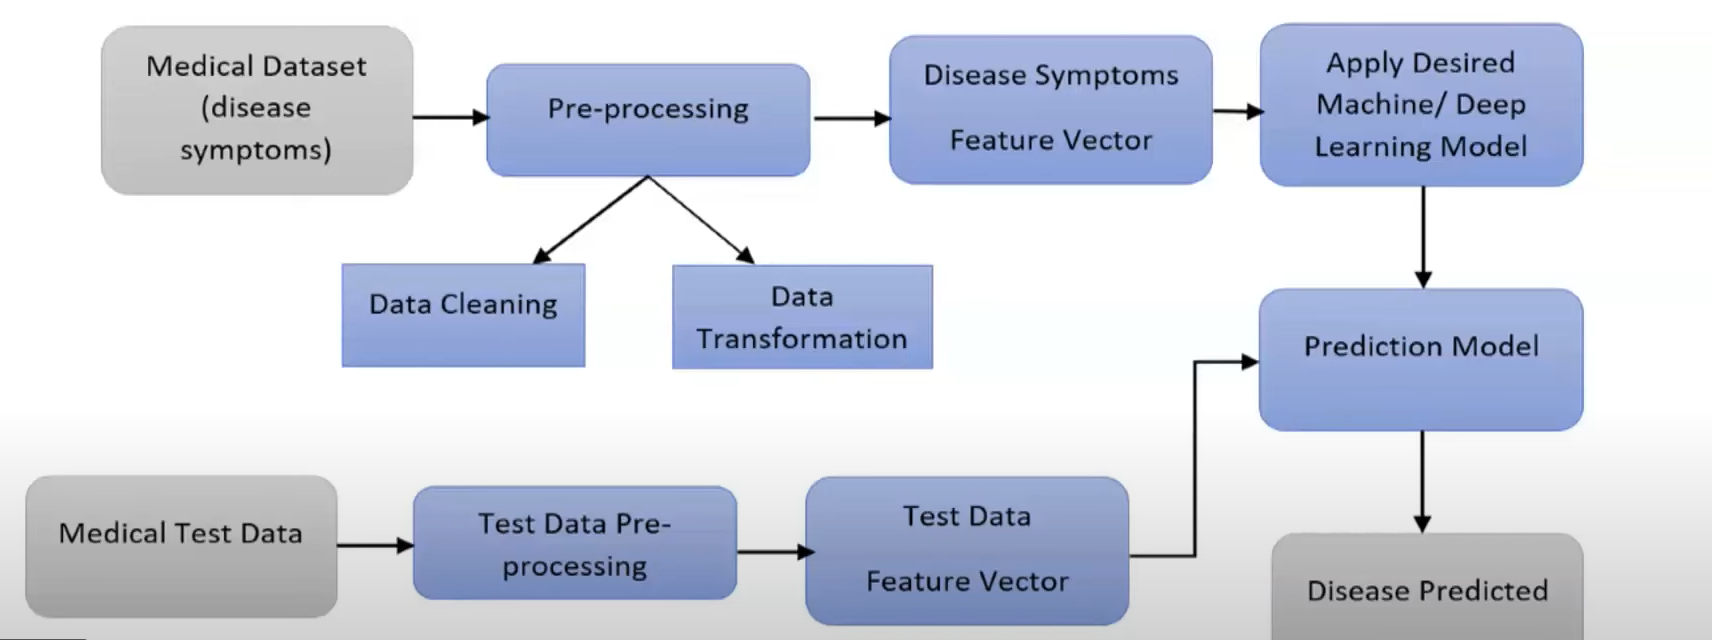 Medical Dataset
(disease
symptoms)
Pre-processing
Disease Symptoms
Feature Vector
Apply Desired
Machine/ Deep
Learning Model
Data Cleaning
Data
Transformation
Prediction Model
Medical Test Data
Test Data Pre-
processing
Test Data
Feature Vector
Disease Predicted